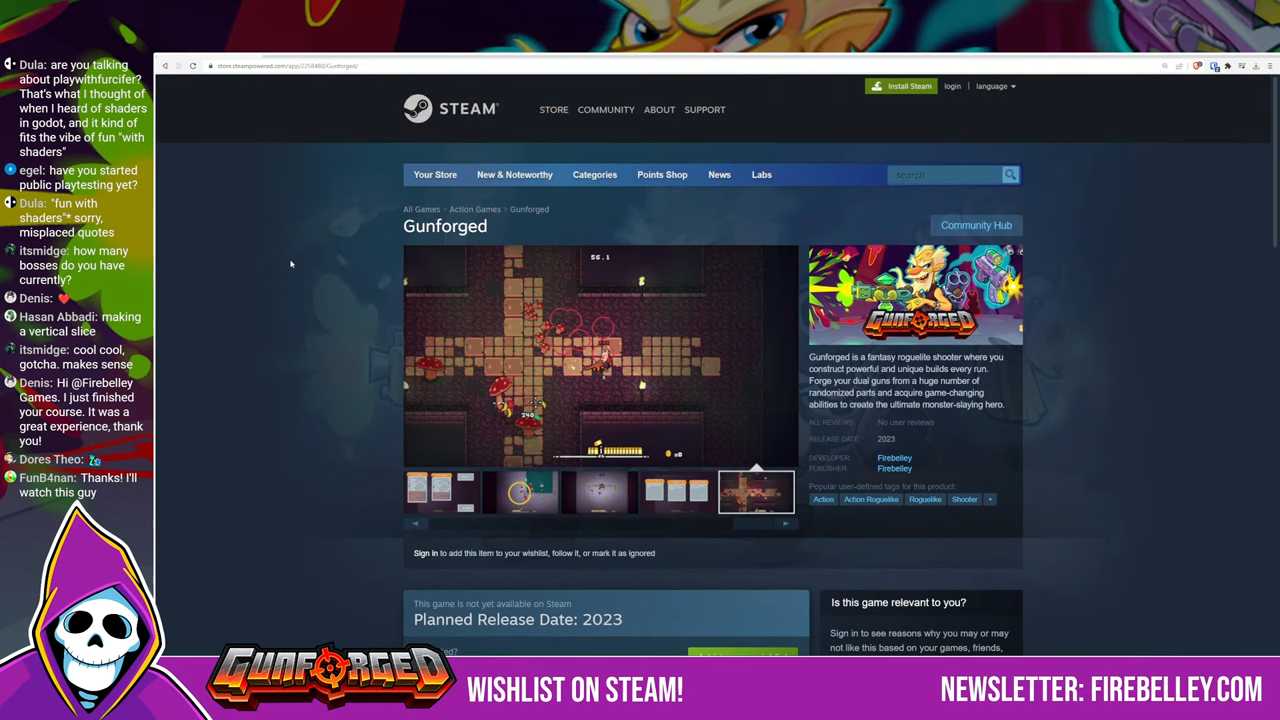 Dula: are you talking
about playwithfurcifer?
That's what I thought of
when I heard of shaders
in godot, and it kind of
fits the vibe of fun "with
shaders"
egel: have you started
public playtesting yet?
Dula: "fun with
shaders"* sorry,
misplaced quotes
itsmidge: how many
bosses do you have
currently?
Denis: ❤️
Hasan Abbadi: making
a vertical slice
itsmidge: cool cool,
gotcha. makes sense
Denis: Hi @Firebelley
Games. I just finished
your course. It was a
great experience, thank
you!
Dores Theo:
FunB4nan: Thanks! I'll
watch this guy
store.steampowered.com/app/2258480/Gunforged/
Install Steam login | language
STEAM®
STORE COMMUNITY ABOUT SUPPORT
Your Store New & Noteworthy Categories Points Shop News Labs search
All Games > Action Games > Gunforged
Gunforged
Community Hub
56.1
240
x0
GUNFORGED
Gunforged is a fantasy roguelite shooter where you
construct powerful and unique builds every run.
Forge your dual guns from a huge number of
randomized parts and acquire game-changing
abilities to create the ultimate monster-slaying hero.
ALL REVIEWS: No user reviews
RELEASE DATE: 2023
DEVELOPER: Firebelley
PUBLISHER: Firebelley
Popular user-defined tags for this product:
Action Action Roguelike Roguelike Shooter +
Sign in to add this item to your wishlist, follow it, or mark it as ignored
This game is not yet available on Steam
Planned Release Date: 2023
Is this game relevant to you?
Sign in to see reasons why you may or may
not like this based on your games, friends,
GUNFORGED
WISHLIST ON STEAM!
NEWSLETTER: FIREBELLEY.COM